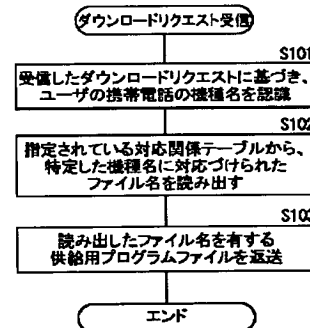 ダウンロードリクエスト受信
S101
受信したダウンロードリクエストに基づき、
ユーザの携帯電話の機種名を認識
S102
指定されている対応関係テーブルから、
特定した機種名に対応づけられた
ファイル名を読み出す
S103
読み出したファイル名を有する
供給用プログラムファイルを返送
エンド